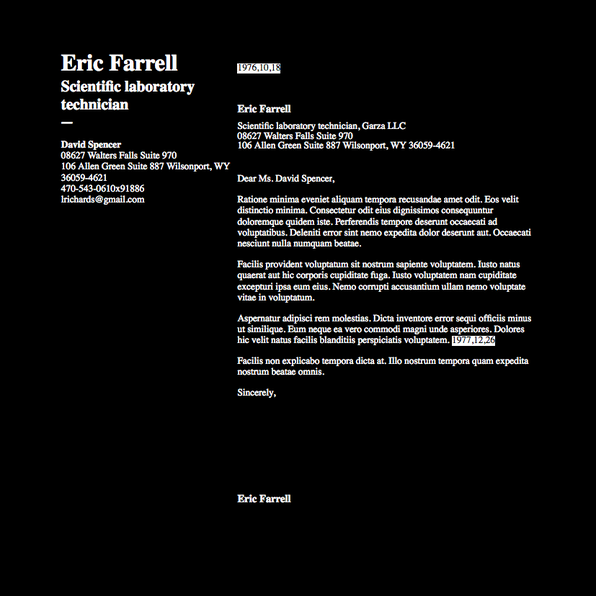 Eric Farrell
Scientific laboratory
technician
—
David Spencer
08627 Walters Falls Suite 970
106 Allen Green Suite 887 Wilsonport, WY
36059-4621
470-543-0610x91886
lrichards@gmail.com
1976,10,18
Eric Farrell
Scientific laboratory technician, Garza LLC
08627 Walters Falls Suite 970
106 Allen Green Suite 887 Wilsonport, WY 36059-4621
Dear Ms. David Spencer,
Ratione minima eveniet aliquam tempora recusandae amet odit. Eos velit
distinctio minima. Consectetur odit eius dignissimos consequuntur
doloremque quidem iste. Perferendis tempore deserunt occaecati ad
voluptatibus. Deleniti error sint nemo expedita dolor deserunt aut. Occaecati
nesciunt nulla numquam beatae.
Facilis provident voluptatum sit nostrum sapiente voluptatem. Iusto natus
quaerat aut hic corporis cupiditate fuga. Iusto voluptatem nam cupiditate
excepturi ipsa eum eius. Nemo corrupti accusantium ullam nemo voluptate
vitae in voluptatum.
Aspernatur adipisci rem molestias. Dicta inventore error sequi officiis minus
ut similique. Eum neque ea vero commodi magni unde asperiores. Dolores
hic velit natus facilis blanditiis perspiciatis voluptatem. 1977,12,26
Facilis non explicabo tempora dicta at. Illo nostrum tempora quam expedita
nostrum beatae omnis.
Sincerely,
Eric Farrell